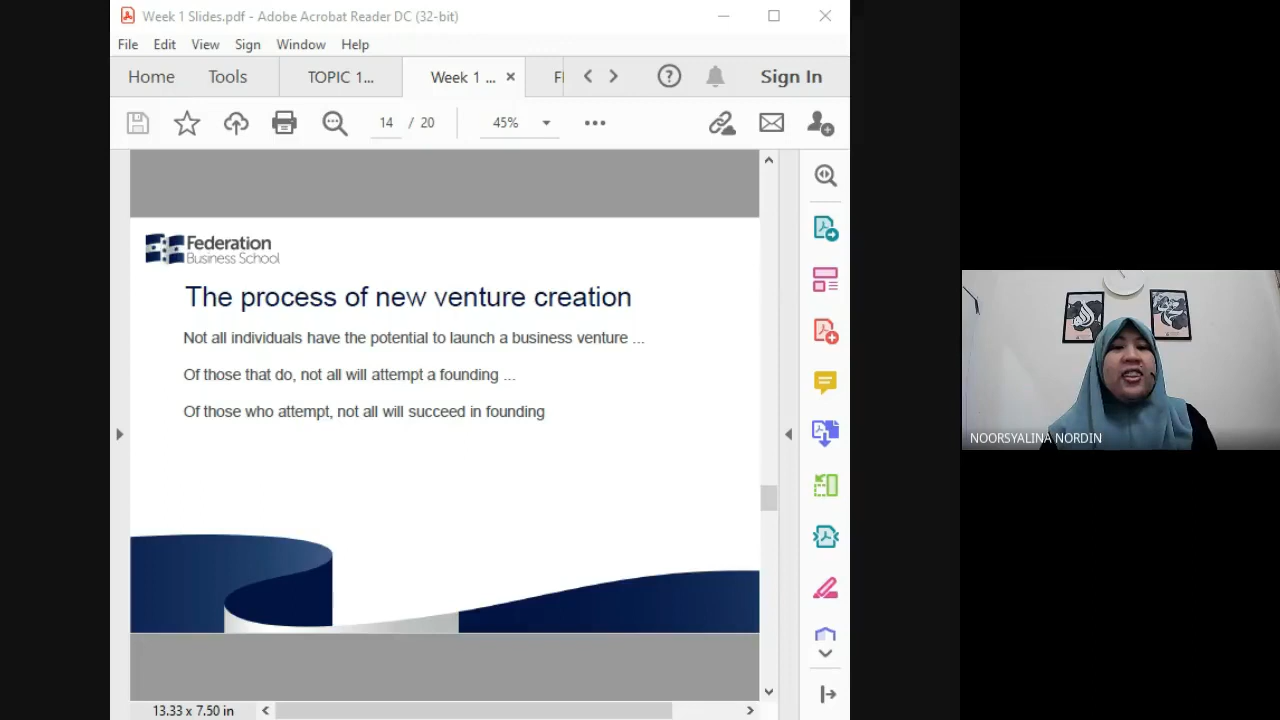 Week 1 Slides.pdf - Adobe Acrobat Reader DC (32-bit)
File Edit View Sign Window Help
Home Tools TOPIC 1... Week 1 ... Sign In
14 / 20 45%
Federation
Business School
The process of new venture creation
Not all individuals have the potential to launch a business venture ...
Of those that do, not all will attempt a founding ...
Of those who attempt, not all will succeed in founding
NOORSYALINA NORDIN
13.33 x 7.50 in